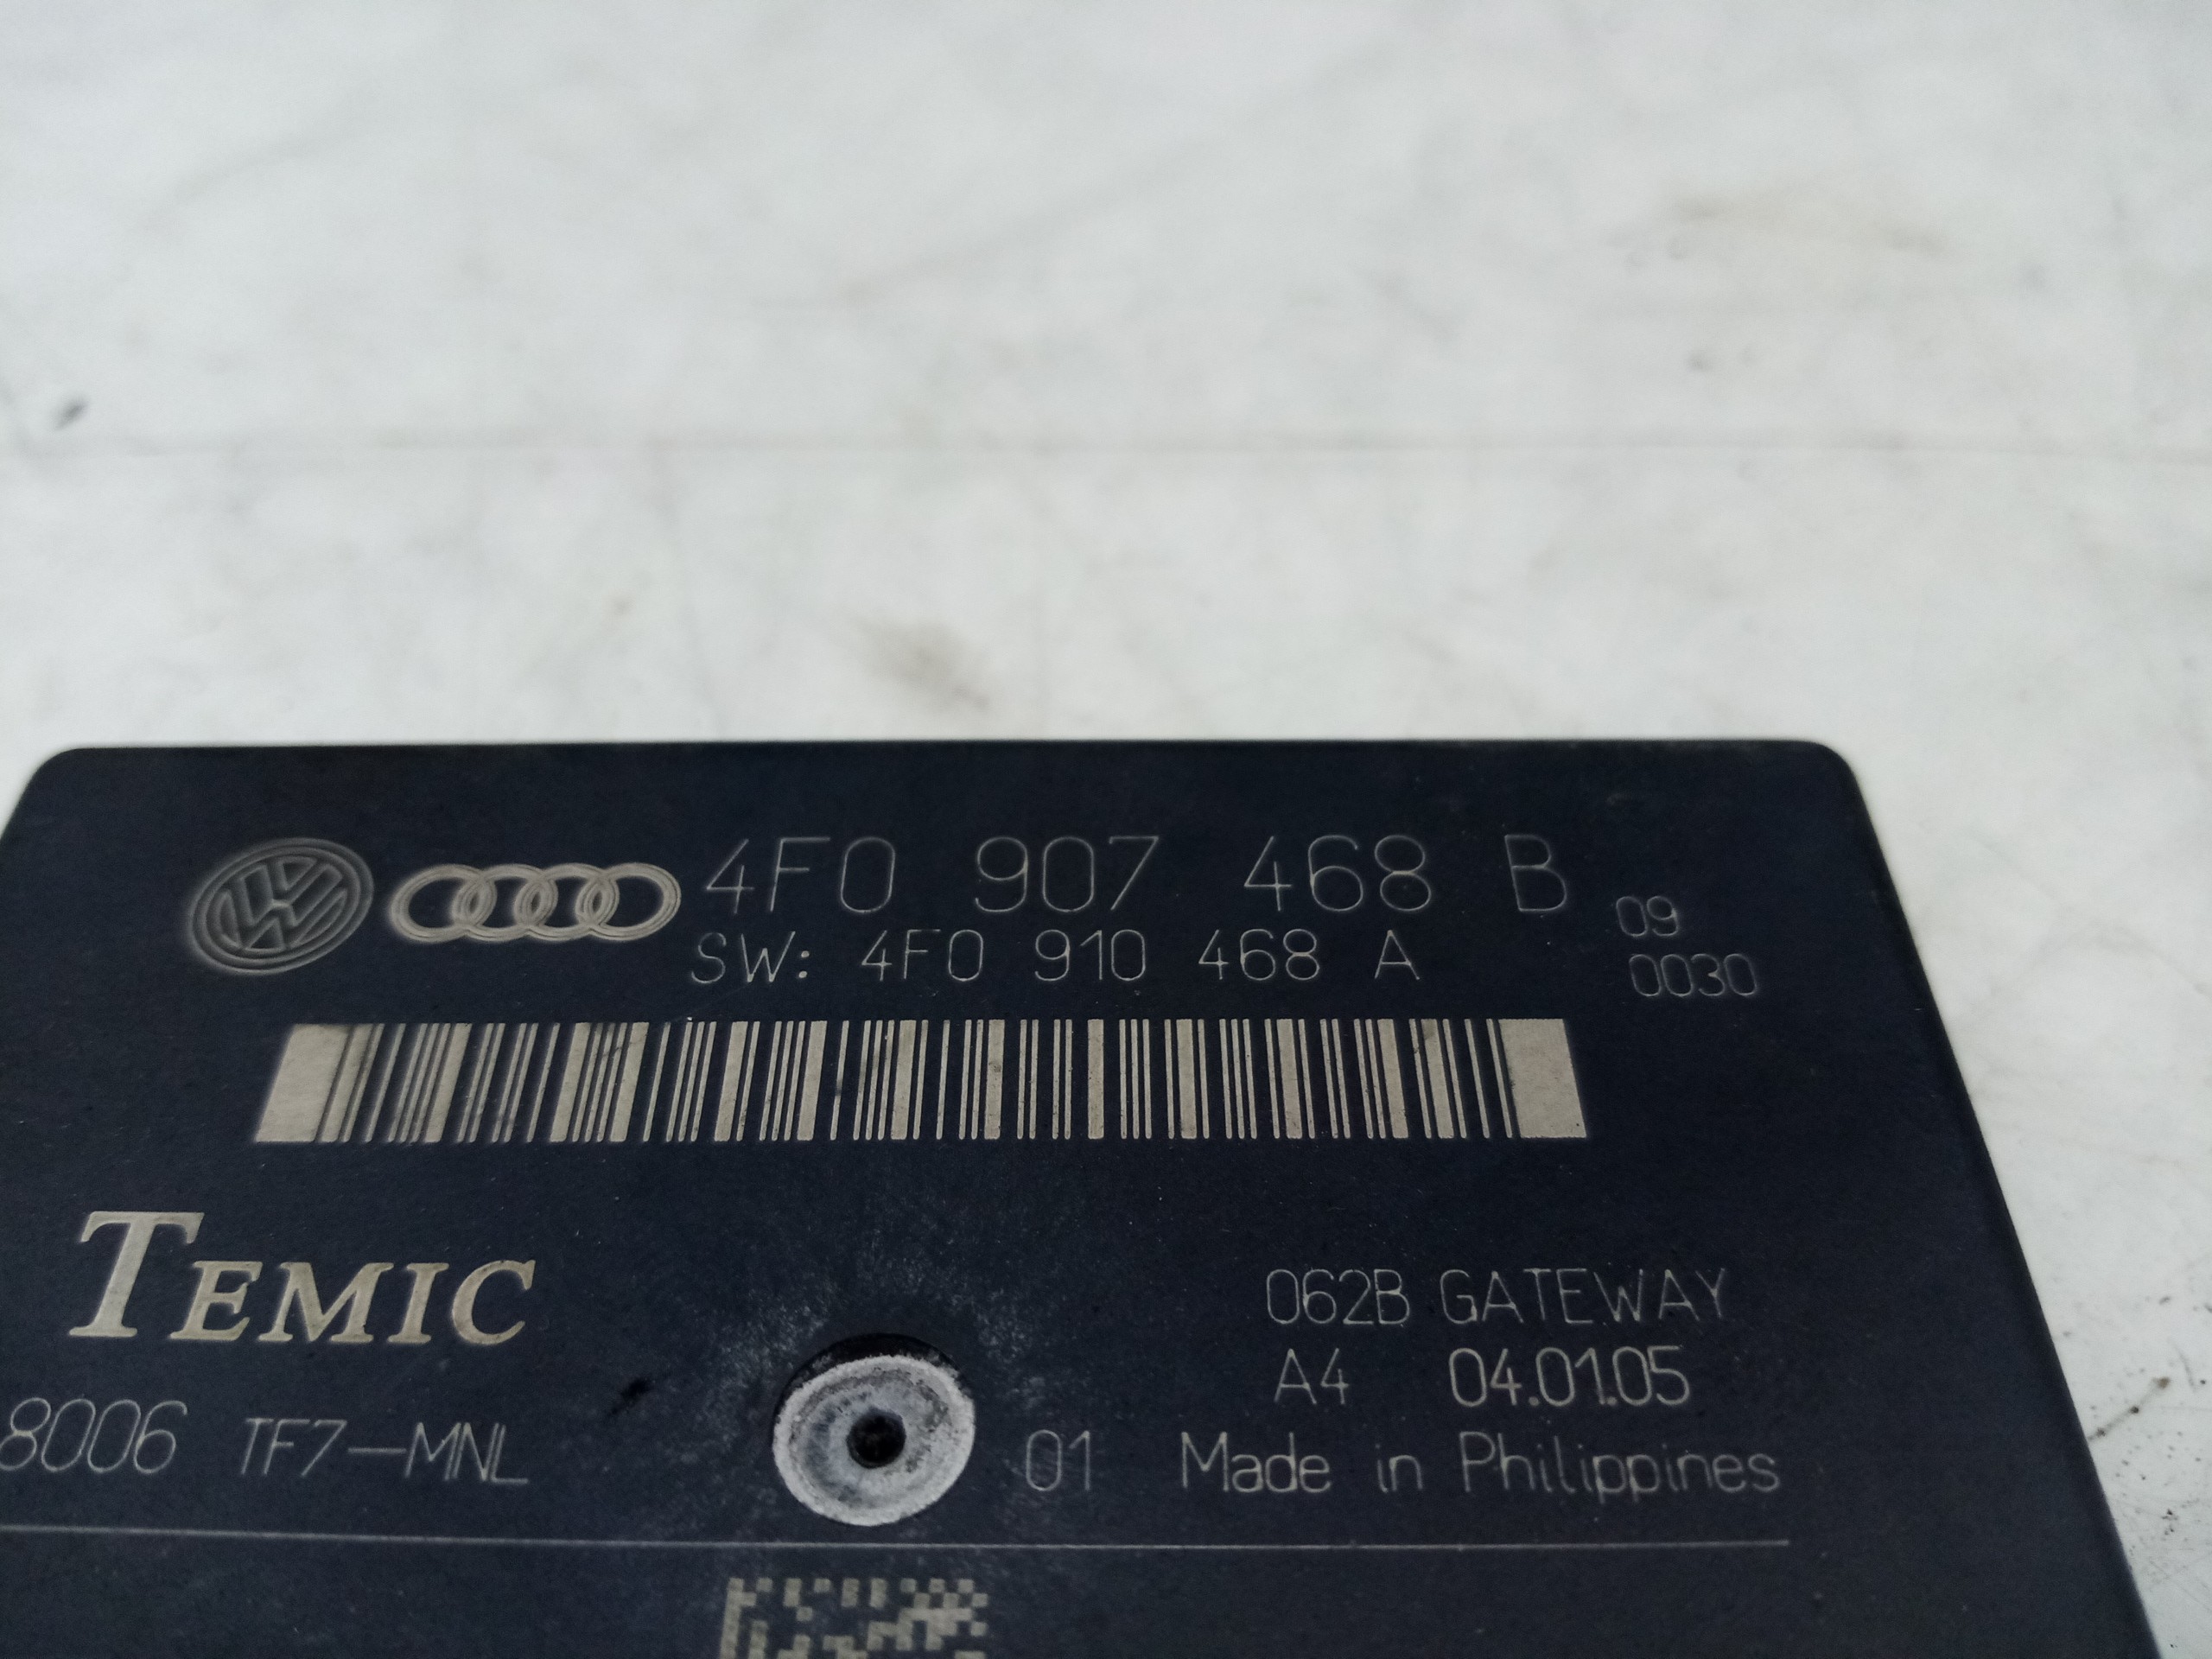 4F0 907 468 B 09
SW: 4F0 910 468 A 0030
TEMIC
062B GATEWAY
A4 04.01.05
8006 TF7-MNL 01 Made in Philippines